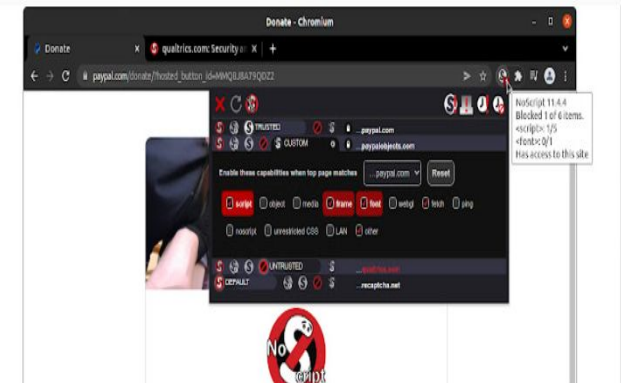 Donate - Chromium
Donate x qualtrics.com: Security a x +
paypal.com/donate/?hosted_button_id=MMQ8J8A79QDZ2
NoScript 11.4.4
Blocked 1 of 6 items.
<script>: 1/5
<font>: 0/1
Has access to this site
TRUSTED ...paypal.com
CUSTOM ...paypalobjects.com
Enable these capabilities when top page matches ...paypal.com Reset
script object media frame font webgl fetch ping
noscript unrestricted CSS LAN other
UNTRUSTED ...qualtrics.com
DEFAULT ...recaptcha.net
No
Script